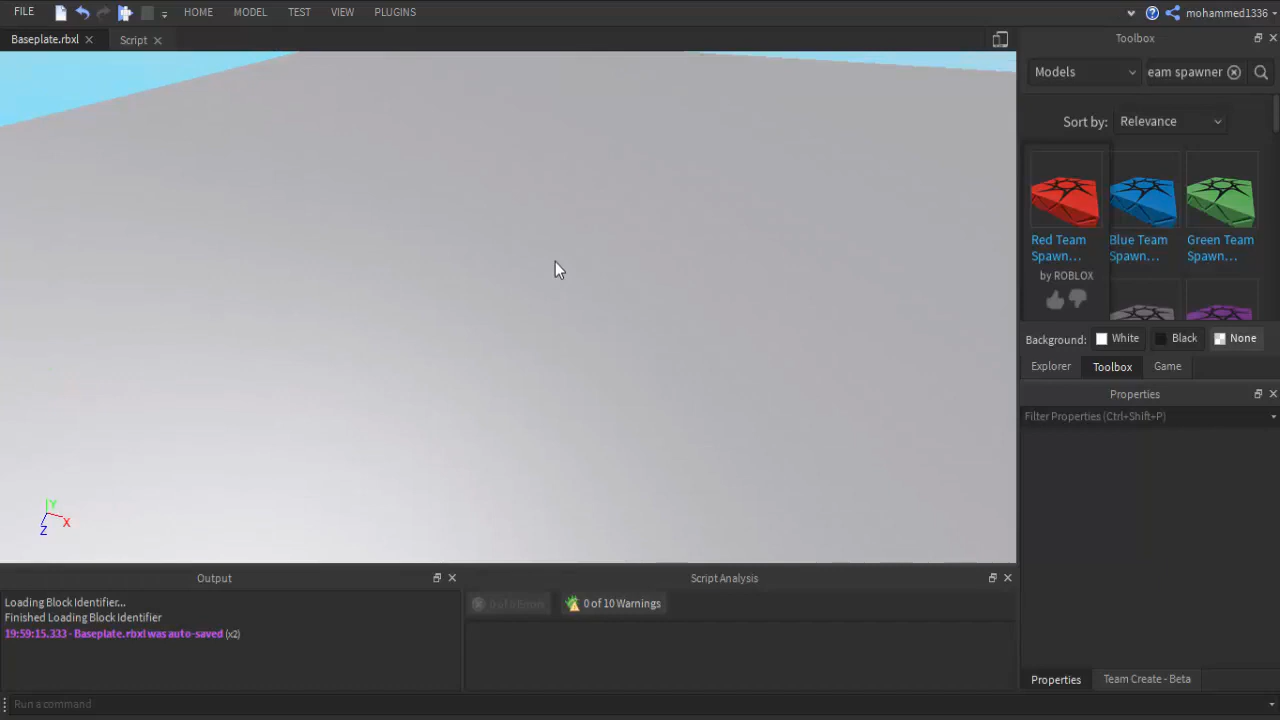 FILE HOME MODEL TEST VIEW PLUGINS mohammed1336
Baseplate.rbxl Script
Toolbox
Models eam spawner
Sort by: Relevance
Red Team Spawn...
Blue Team Spawn...
Green Team Spawn...
by ROBLOX
Background: White Black None
Explorer Toolbox Game
Properties
Filter Properties (Ctrl+Shift+P)
Y
X
Z
Output
Script Analysis
Loading Block Identifier...
Finished Loading Block Identifier
19:59:15.333 - Baseplate.rbxl was auto-saved (x2)
0 of 10 Warnings
Properties Team Create - Beta
Run a command